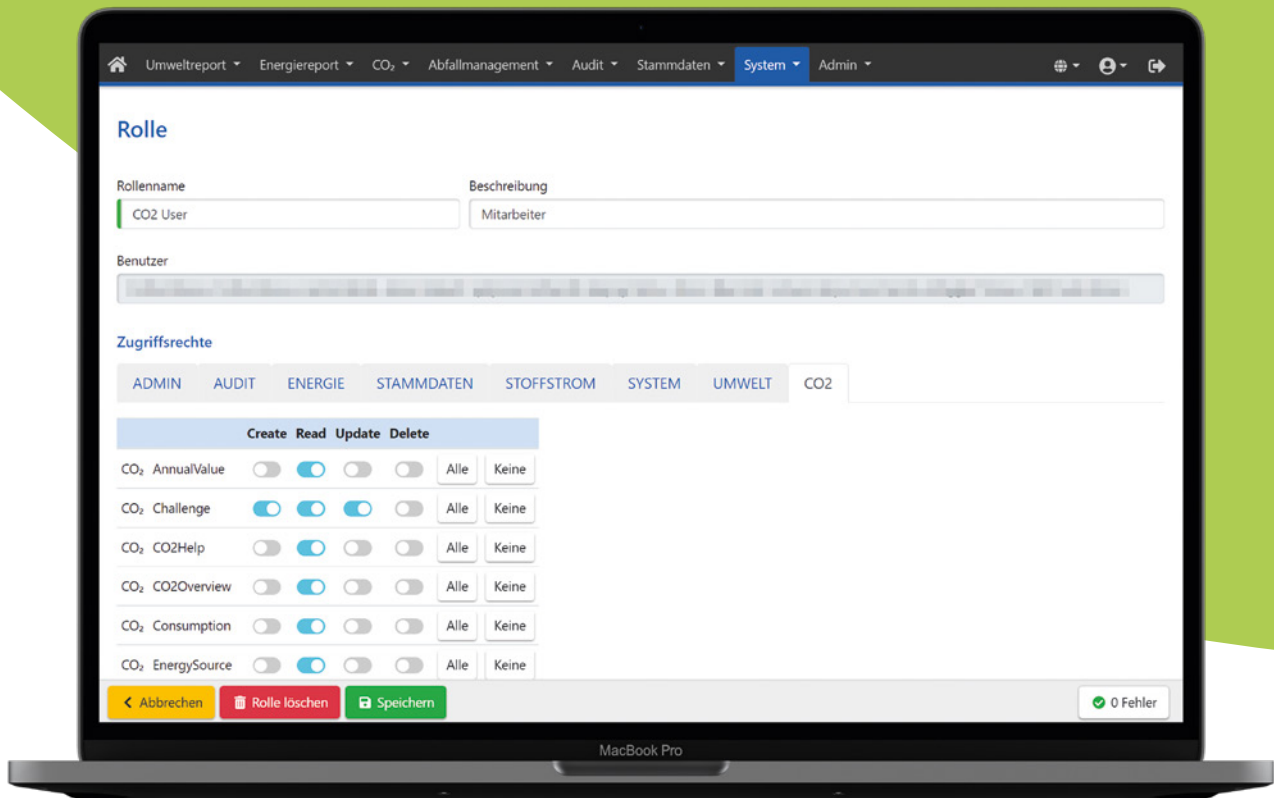 Umweltreport Energiereport CO₂ Abfallmanagement Audit Stammdaten System Admin
Rolle
Rollenname Beschreibung
CO2 User Mitarbeiter
Benutzer
Zugriffsrechte
ADMIN AUDIT ENERGIE STAMMDATEN STOFFSTROM SYSTEM UMWELT CO2
Create Read Update Delete
CO₂ AnnualValue Alle Keine
CO₂ Challenge Alle Keine
CO₂ CO2Help Alle Keine
CO₂ CO2Overview Alle Keine
CO₂ Consumption Alle Keine
CO₂ EnergySource Alle Keine
Abbrechen Rolle löschen Speichern 0 Fehler
MacBook Pro